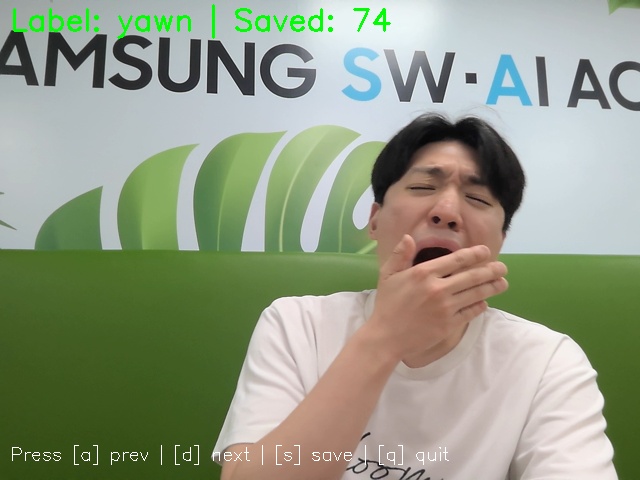 Label: yawn | Saved: 74
AMSUNG SW·AI AC
Press [a] prev | [d] next | [s] save | [q] quit